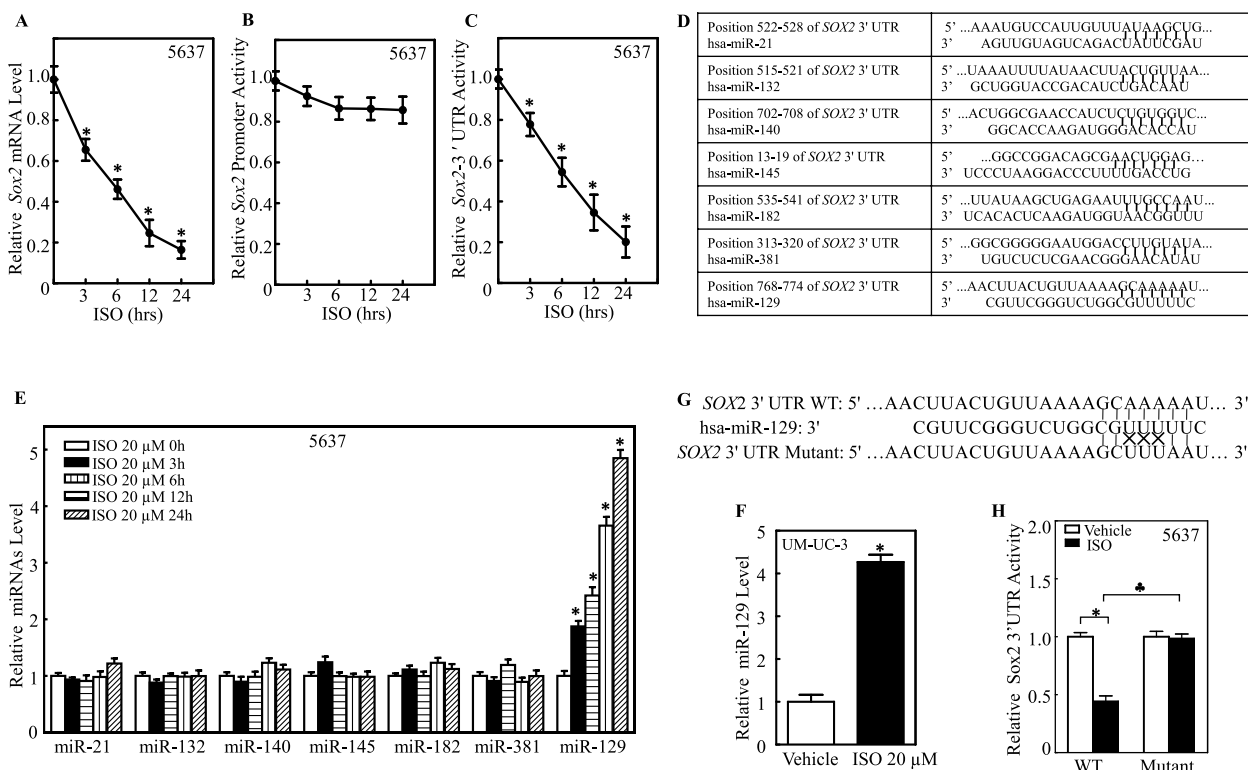 A
5637
Relative Sox2 mRNA Level
1.0
0.8
0.6
0.4
0.2
0
3 6 12 24
ISO (hrs)
*
*
*
*
B
5637
Relative Sox2 Promoter Activity
1.0
0.8
0.6
0.4
0.2
0
3 6 12 24
ISO (hrs)
C
5637
Relative Sox2-3 ' UTR Activity
1.0
0.8
0.6
0.4
0.2
0
3 6 12 24
ISO (hrs)
*
*
*
*
D
Position 522-528 of SOX2 3' UTR 5' ...AAAUGUCCAUUGUUUAUAAGCUG...
hsa-miR-21 3' AGUUGUAGUCAGACUAUUCGAU
Position 515-521 of SOX2 3' UTR 5' ...UAAAUUUUAUAACUUACUGUUAA...
hsa-miR-132 3' GCUGGUACCGACAUCUGACAAU
Position 702-708 of SOX2 3' UTR 5' ...ACUGGCGAACCAUCUCUGUGGUC...
hsa-miR-140 3' GGCACCAAGAUGGGACACCAU
Position 13-19 of SOX2 3' UTR 5' ...GGCCGGACAGCGAACUGGAG...
hsa-miR-145 3' UCCCUAAGGACCCUUUUGACCUG
Position 535-541 of SOX2 3' UTR 5' ...UUAUAAGCUGAGAAUUUGCCAAU...
hsa-miR-182 3' UCACACUCAAGAUGGUAACGGUUU
Position 313-320 of SOX2 3' UTR 5' ...GGCGGGGGAAUGGACCUUGUAUA...
hsa-miR-381 3' UGUCUCUCGAACGGGAACAUAU
Position 768-774 of SOX2 3' UTR 5' ...AACUUACUGUUAAAAGCAAAAAU...
hsa-miR-129 3' CGUUCGGGUCUGGCGUUUUUC
E
5637
Relative miRNAs Level
5
4
3
2
1
0
ISO 20 µM 0h
ISO 20 µM 3h
ISO 20 µM 6h
ISO 20 µM 12h
ISO 20 µM 24h
*
*
*
*
miR-21 miR-132 miR-140 miR-145 miR-182 miR-381 miR-129
G
SOX2 3' UTR WT: 5' ...AACUUACUGUUAAAAGCAAAAAU... 3'
hsa-miR-129: 3' CGUUCGGGUCUGGCGUUUUUC
SOX2 3' UTR Mutant: 5' ...AACUUACUGUUAAAAGCUUUAAU... 3'
F
UM-UC-3
Relative miR-129 Level
5
4
3
2
1
0
*
Vehicle ISO 20 µM
H
5637
Relative Sox2 3'UTR Activity
2.0
1.5
1.0
0.5
0
Vehicle
ISO
* ♣
WT Mutant